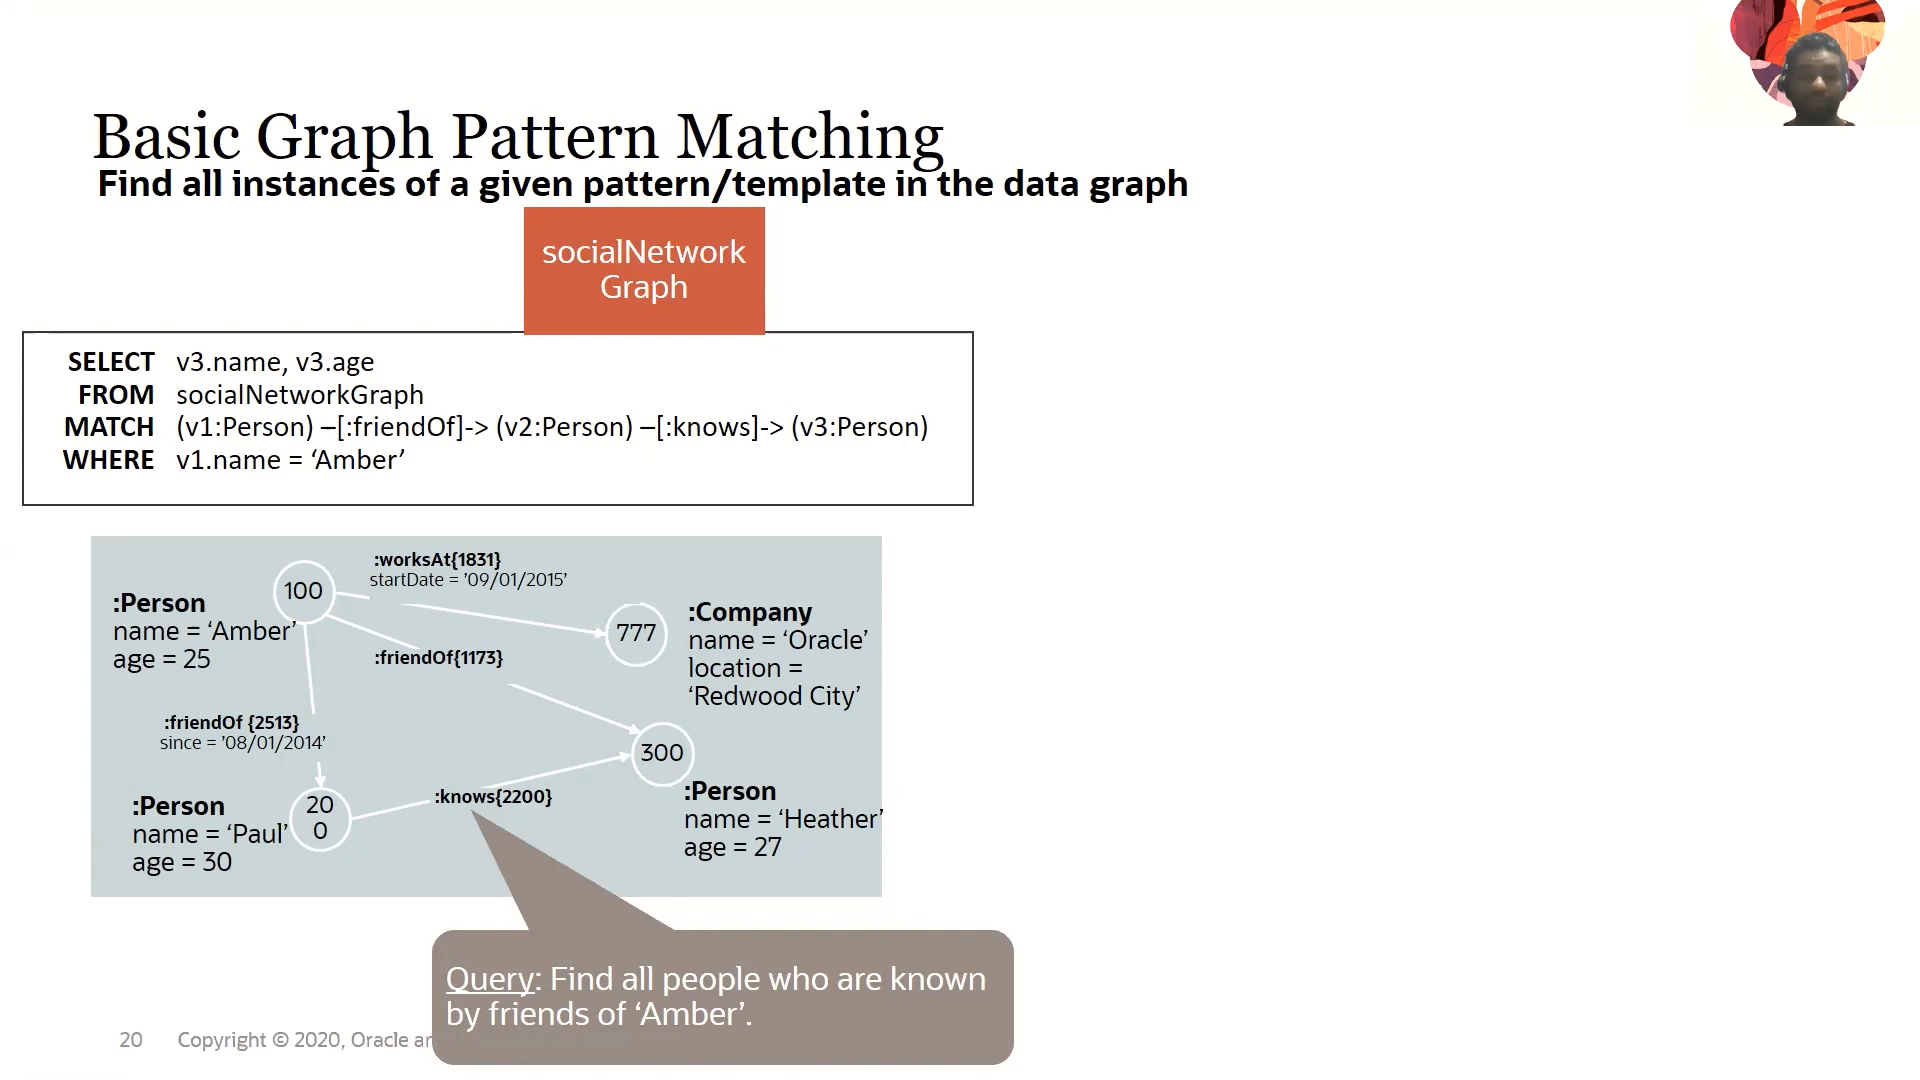 Basic Graph Pattern Matching
Find all instances of a given pattern/template in the data graph
socialNetwork
Graph
SELECT v3.name, v3.age
FROM socialNetworkGraph
MATCH (v1:Person) –[:friendOf]-> (v2:Person) –[:knows]-> (v3:Person)
WHERE v1.name = ‘Amber’
:worksAt{1831}
startDate = ’09/01/2015’
100
:Person
name = ‘Amber’
age = 25
777
:Company
name = ‘Oracle’
location =
‘Redwood City’
:friendOf{1173}
:friendOf {2513}
since = ’08/01/2014’
300
:Person
name = ‘Heather’
age = 27
:knows{2200}
20
0
:Person
name = ‘Paul’
age = 30
Query: Find all people who are known
by friends of ‘Amber’.
20 Copyright © 2020, Oracle